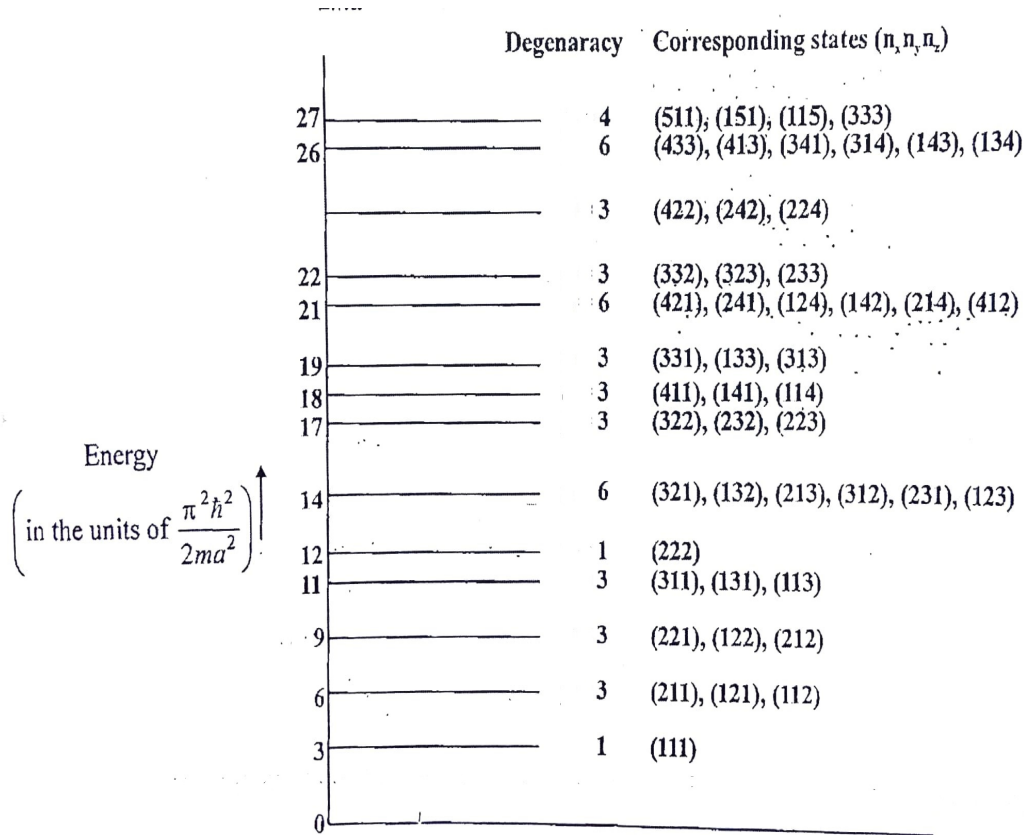 Degenaracy Corresponding states (nₓnᵧn_z)
27 4 (511), (151), (115), (333)
26 6 (433), (413), (341), (314), (143), (134)
3 (422), (242), (224)
22 3 (332), (323), (233)
21 6 (421), (241), (124), (142), (214), (412)
19 3 (331), (133), (313)
18 3 (411), (141), (114)
17 3 (322), (232), (223)
Energy
(in the units of π²ħ²/2ma²)
14 6 (321), (132), (213), (312), (231), (123)
12 1 (222)
11 3 (311), (131), (113)
9 3 (221), (122), (212)
6 3 (211), (121), (112)
3 1 (111)
0